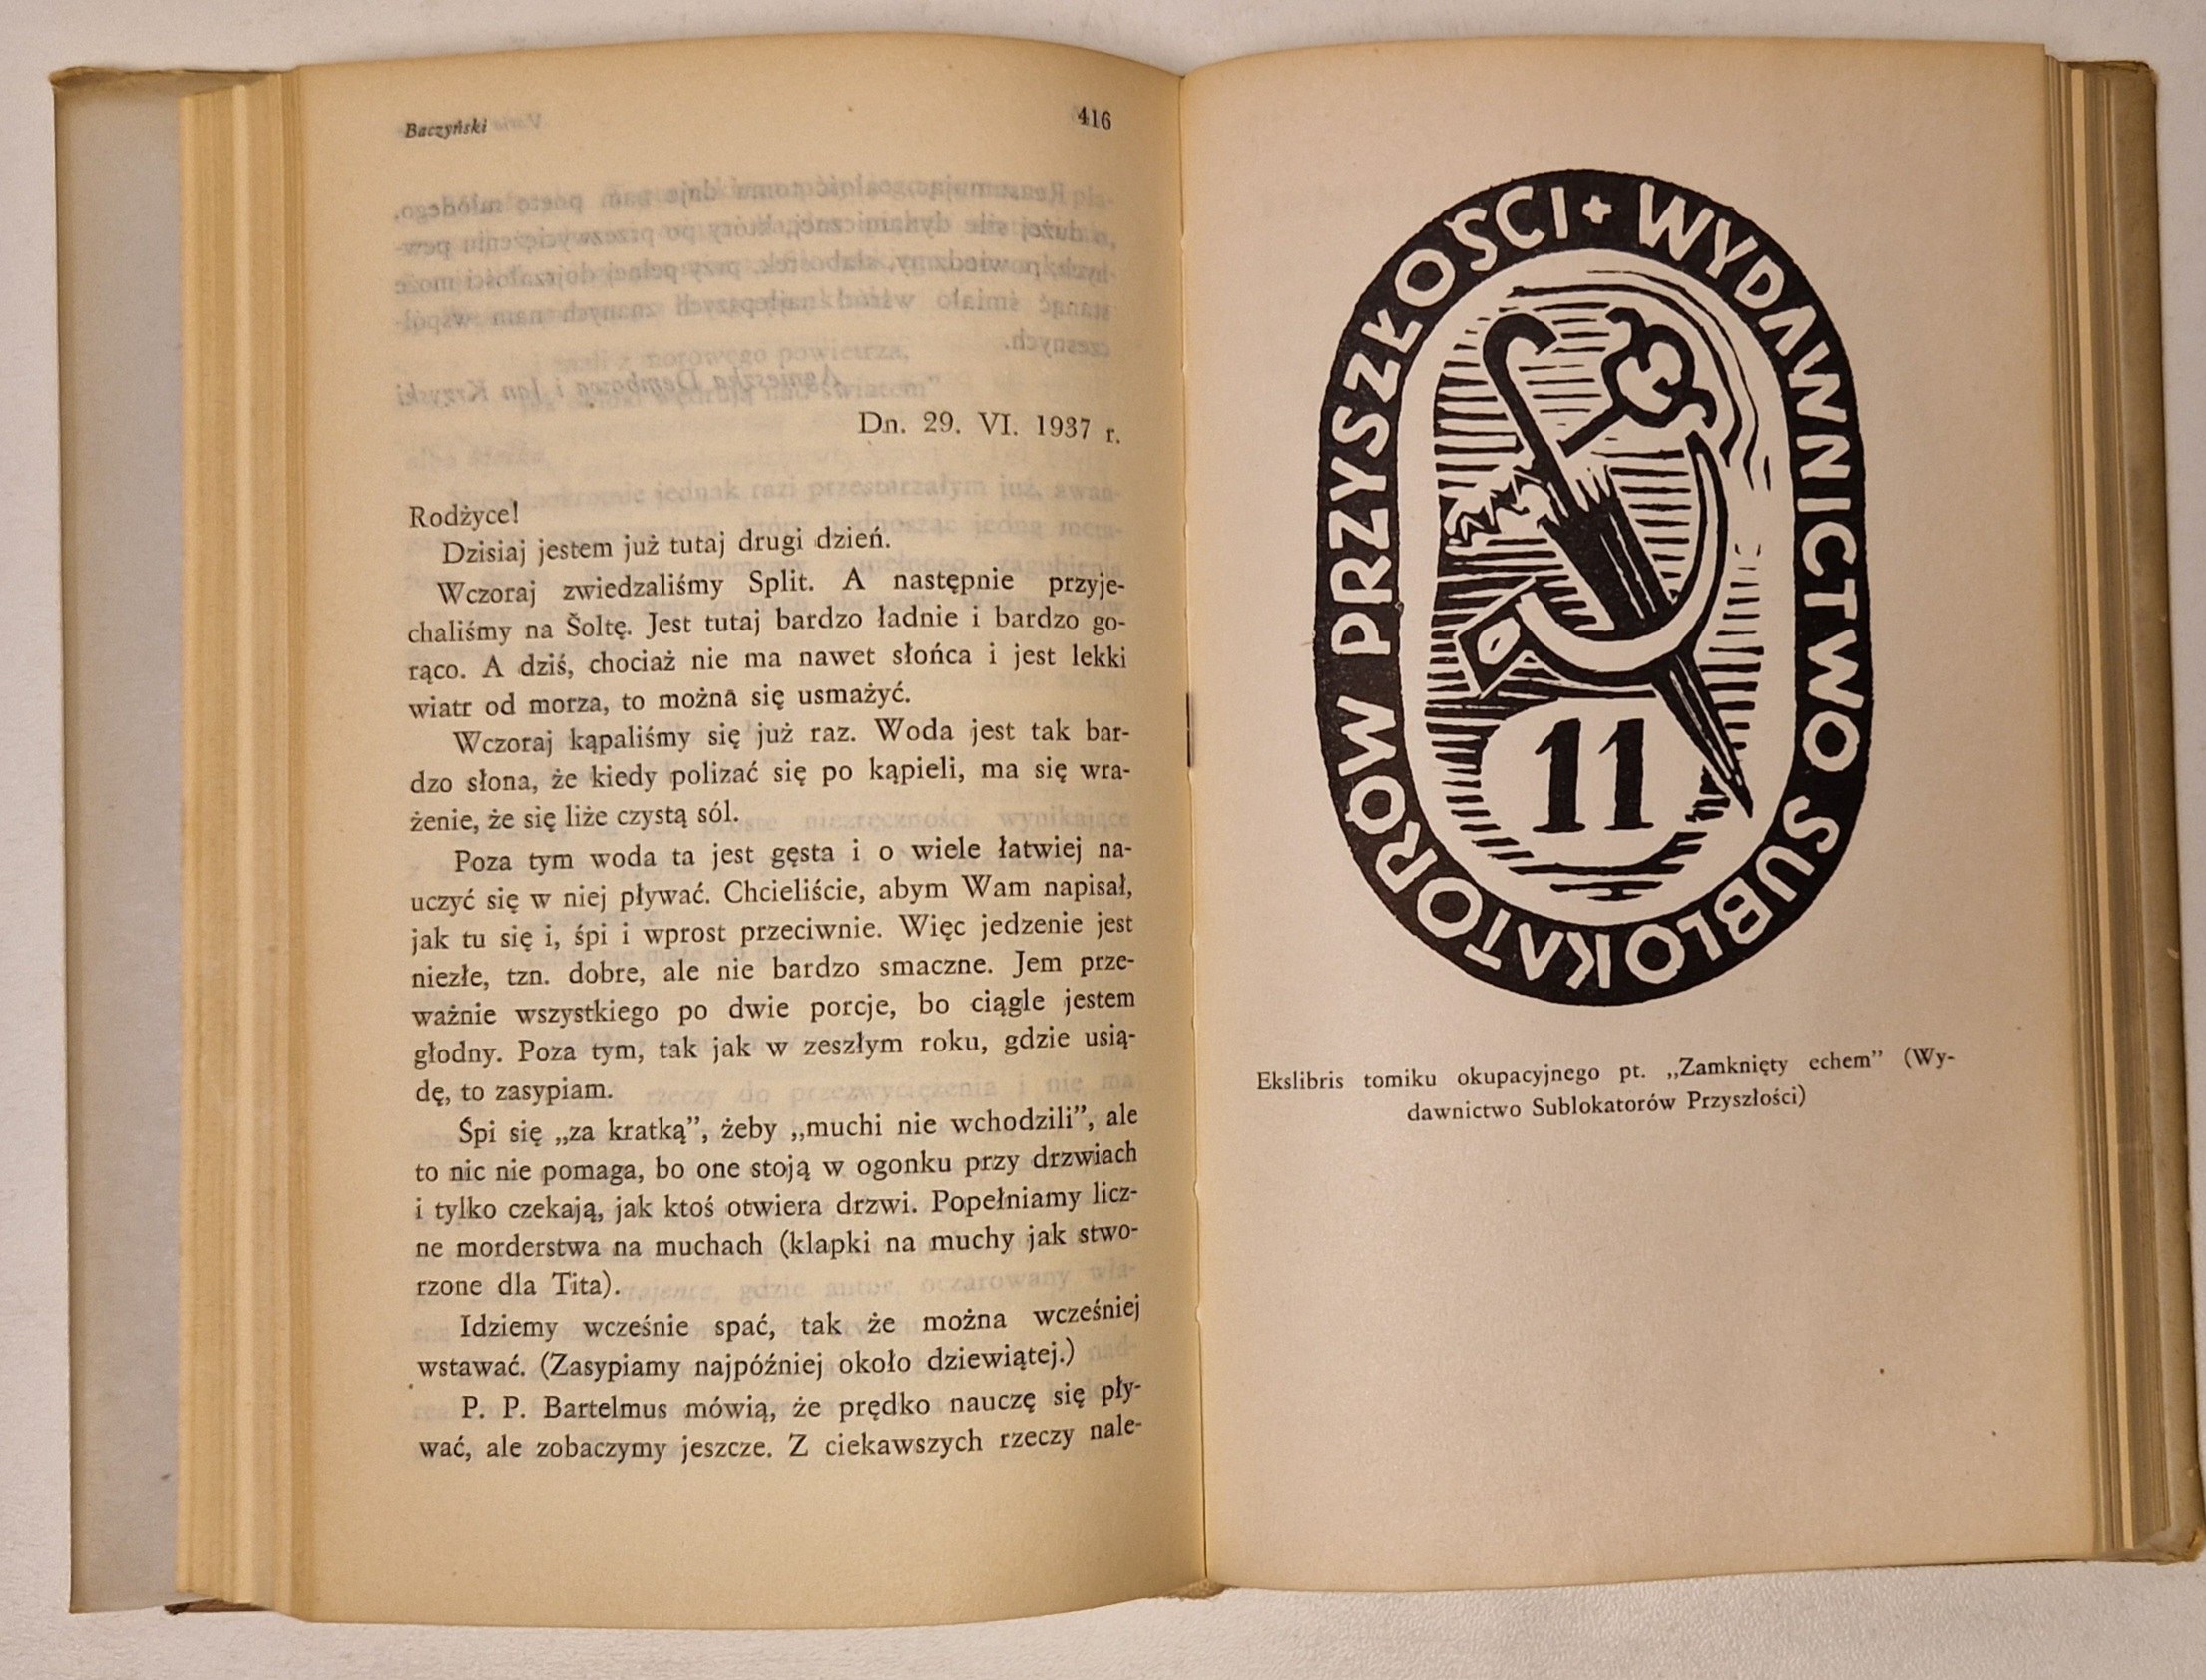 Baczyński 416
Dn. 29. VI. 1937 r.
Rodżyce!
Dzisiaj jestem już tutaj drugi dzień.
Wczoraj zwiedzaliśmy Split. A następnie przyje-
chaliśmy na Šoltę. Jest tutaj bardzo ładnie i bardzo go-
rąco. A dziś, chociaż nie ma nawet słońca i jest lekki
wiatr od morza, to można się usmażyć.
Wczoraj kąpaliśmy się już raz. Woda jest tak bar-
dzo słona, że kiedy polizać się po kąpieli, ma się wra-
żenie, że się liże czystą sól.
Poza tym woda ta jest gęsta i o wiele łatwiej na-
uczyć się w niej pływać. Chcieliście, abym Wam napisał,
jak tu się i, śpi i wprost przeciwnie. Więc jedzenie jest
niezłe, tzn. dobre, ale nie bardzo smaczne. Jem prze-
ważnie wszystkiego po dwie porcje, bo ciągle jestem
głodny. Poza tym, tak jak w zeszłym roku, gdzie usią-
dę, to zasypiam.
Śpi się „za kratką”, żeby „muchi nie wchodzili”, ale
to nic nie pomaga, bo one stoją w ogonku przy drzwiach
i tylko czekają, jak ktoś otwiera drzwi. Popełniamy licz-
ne morderstwa na muchach (klapki na muchy jak stwo-
rzone dla Tita).
Idziemy wcześnie spać, tak że można wcześniej
wstawać. (Zasypiamy najpóźniej około dziewiątej.)
P. P. Bartelmus mówią, że prędko nauczę się pły-
wać, ale zobaczymy jeszcze. Z ciekawszych rzeczy nale-
WYDAWNICTWO SUBLOKATORÓW PRZYSZŁOŚCI
11
Ekslibris tomiku okupacyjnego pt. „Zamknięty echem” (Wy-
dawnictwo Sublokatorów Przyszłości)